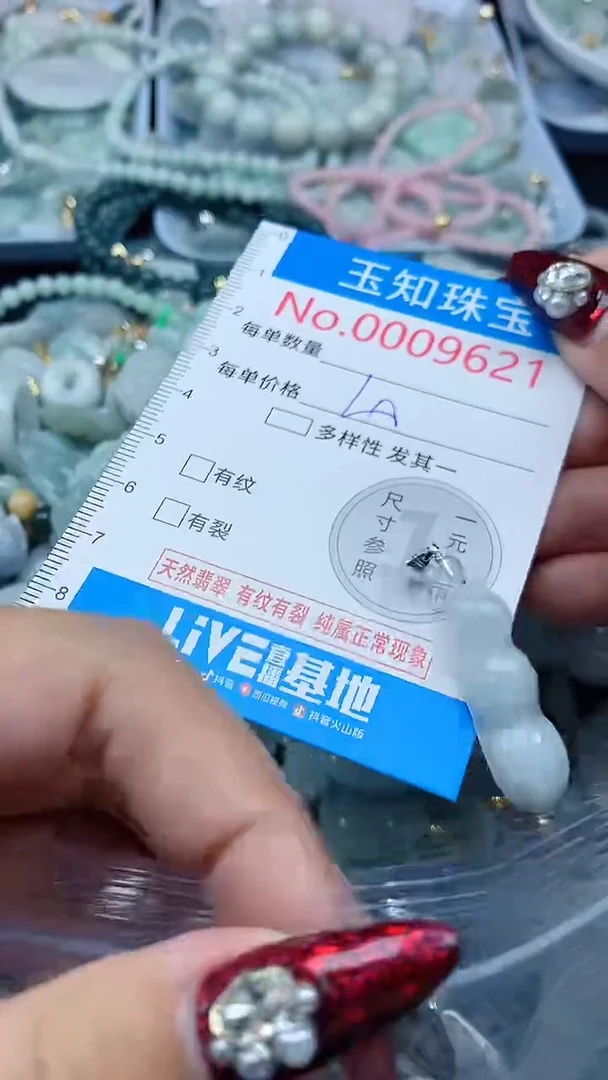 0
1
2
3
4
5
6
7
8
玉知珠宝
No.0009621
每单数量
每单价格
LA
多样性 发其一
有纹
有裂
尺寸参照
一元
天然翡翠 有纹有裂 纯属正常现象
LiVE直播基地
抖音 西瓜视频 抖音火山版